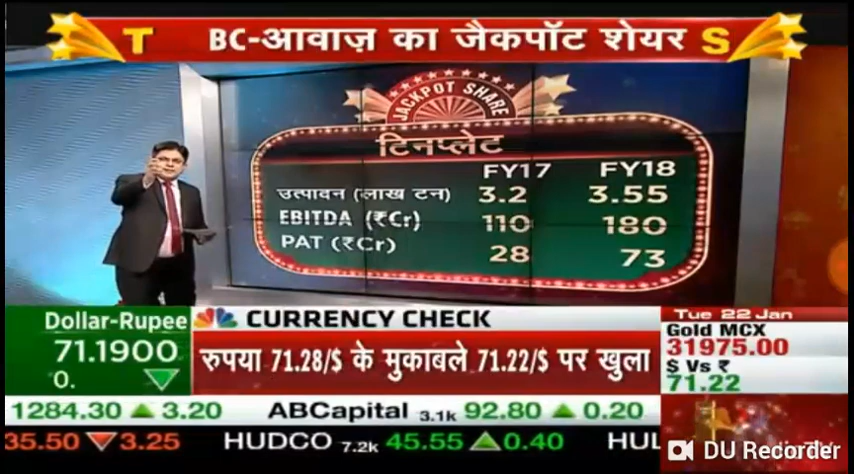 T BC-आवाज़ का जैकपॉट शेयर S
JACKPOT SHARE
टिनप्लेट
FY17 FY18
उत्पादन (लाख टन) 3.2 3.55
EBITDA (₹Cr) 110 180
PAT (₹Cr) 28 73
Dollar-Rupee
71.1900
0.
CURRENCY CHECK
रुपया 71.28/$ के मुकाबले 71.22/$ पर खुला
Tue 22 Jan
Gold MCX
31975.00
$ Vs ₹
71.22
1284.30 ▲ 3.20 ABCapital 3.1k 92.80 ▲ 0.20
35.50 ▼ 3.25 HUDCO 7.2k 45.55 ▲ 0.40 HUL
DU Recorder